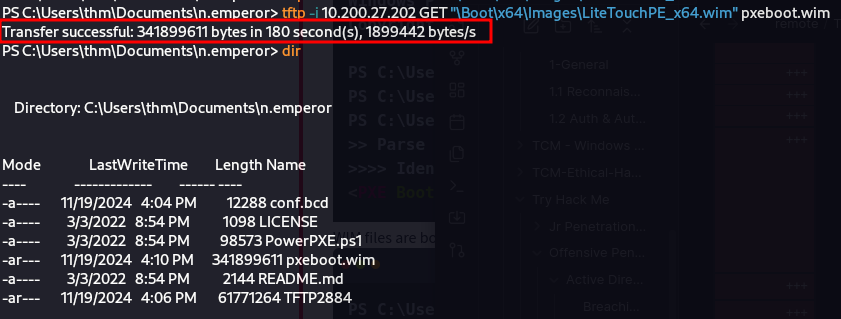 PS C:\Users\thm\Documents\n.emperor> tftp -i 10.200.27.202 GET "\Boot\x64\Images\LiteTouchPE_x64.wim" pxeboot.wim
Transfer successful: 341899611 bytes in 180 second(s), 1899442 bytes/s
PS C:\Users\thm\Documents\n.emperor> dir
Directory: C:\Users\thm\Documents\n.emperor
Mode LastWriteTime Length Name
---- ------------- ------ ----
-a---- 11/19/2024 4:04 PM 12288 conf.bcd
-a---- 3/3/2022 8:54 PM 1098 LICENSE
-a---- 3/3/2022 8:54 PM 98573 PowerPXE.ps1
-ar--- 11/19/2024 4:10 PM 341899611 pxeboot.wim
-a---- 3/3/2022 8:54 PM 2144 README.md
-ar--- 11/19/2024 4:06 PM 61771264 TFTP2884
PS C:\Use
PS C:\Use
PS C:\Use
>> Parse
>>>> Iden
Boot
WIM files are bo
PS C:\Use
1-General
1.1 Reconnais...
1.2 Auth & Aut...
TCM - Windows
TCM-Ethical-Ha...
Try Hack Me
Jr Penetration
Offensive Pen
Active Dire...
Breachi